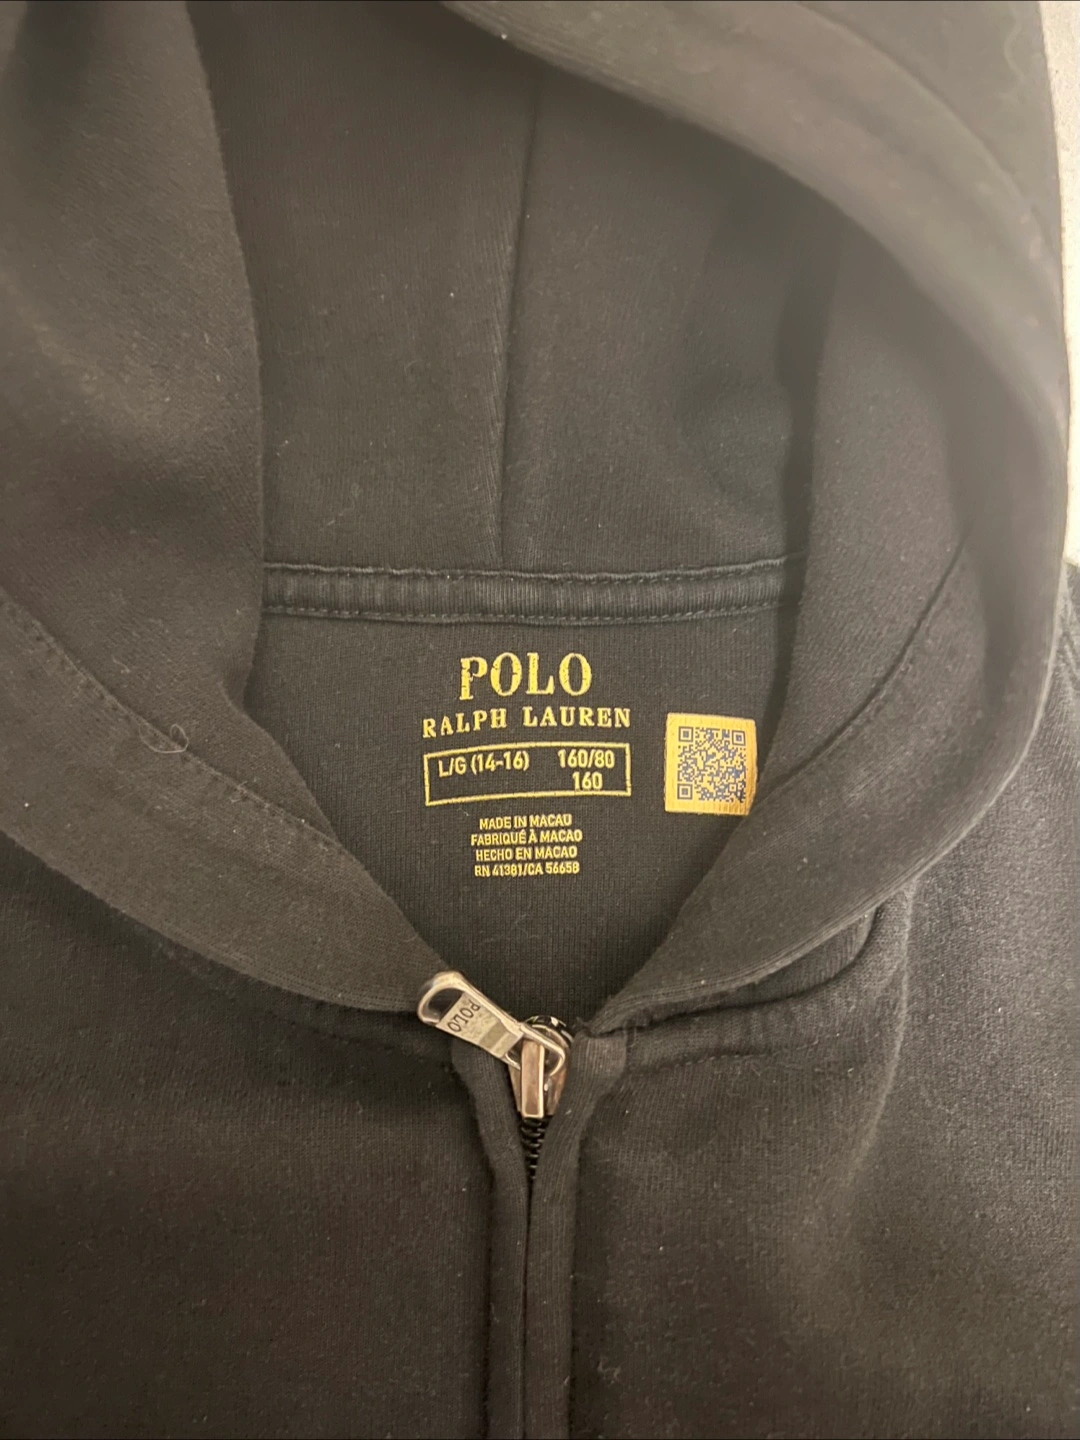 POLO
RALPH LAUREN
L/G (14-16) 160/80
160
MADE IN MACAU
FABRIQUÉ À MACAO
HECHO EN MACAO
RN 41381/CA 56658
POLO